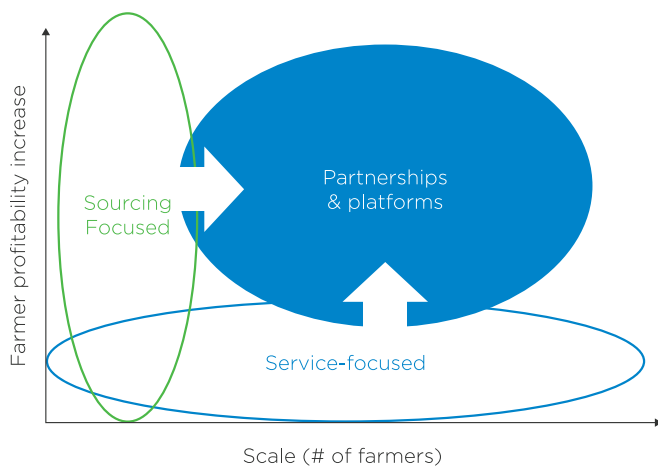 Farmer profitability increase
Sourcing
Focused
Partnerships
& platforms
Service-focused
Scale (# of farmers)